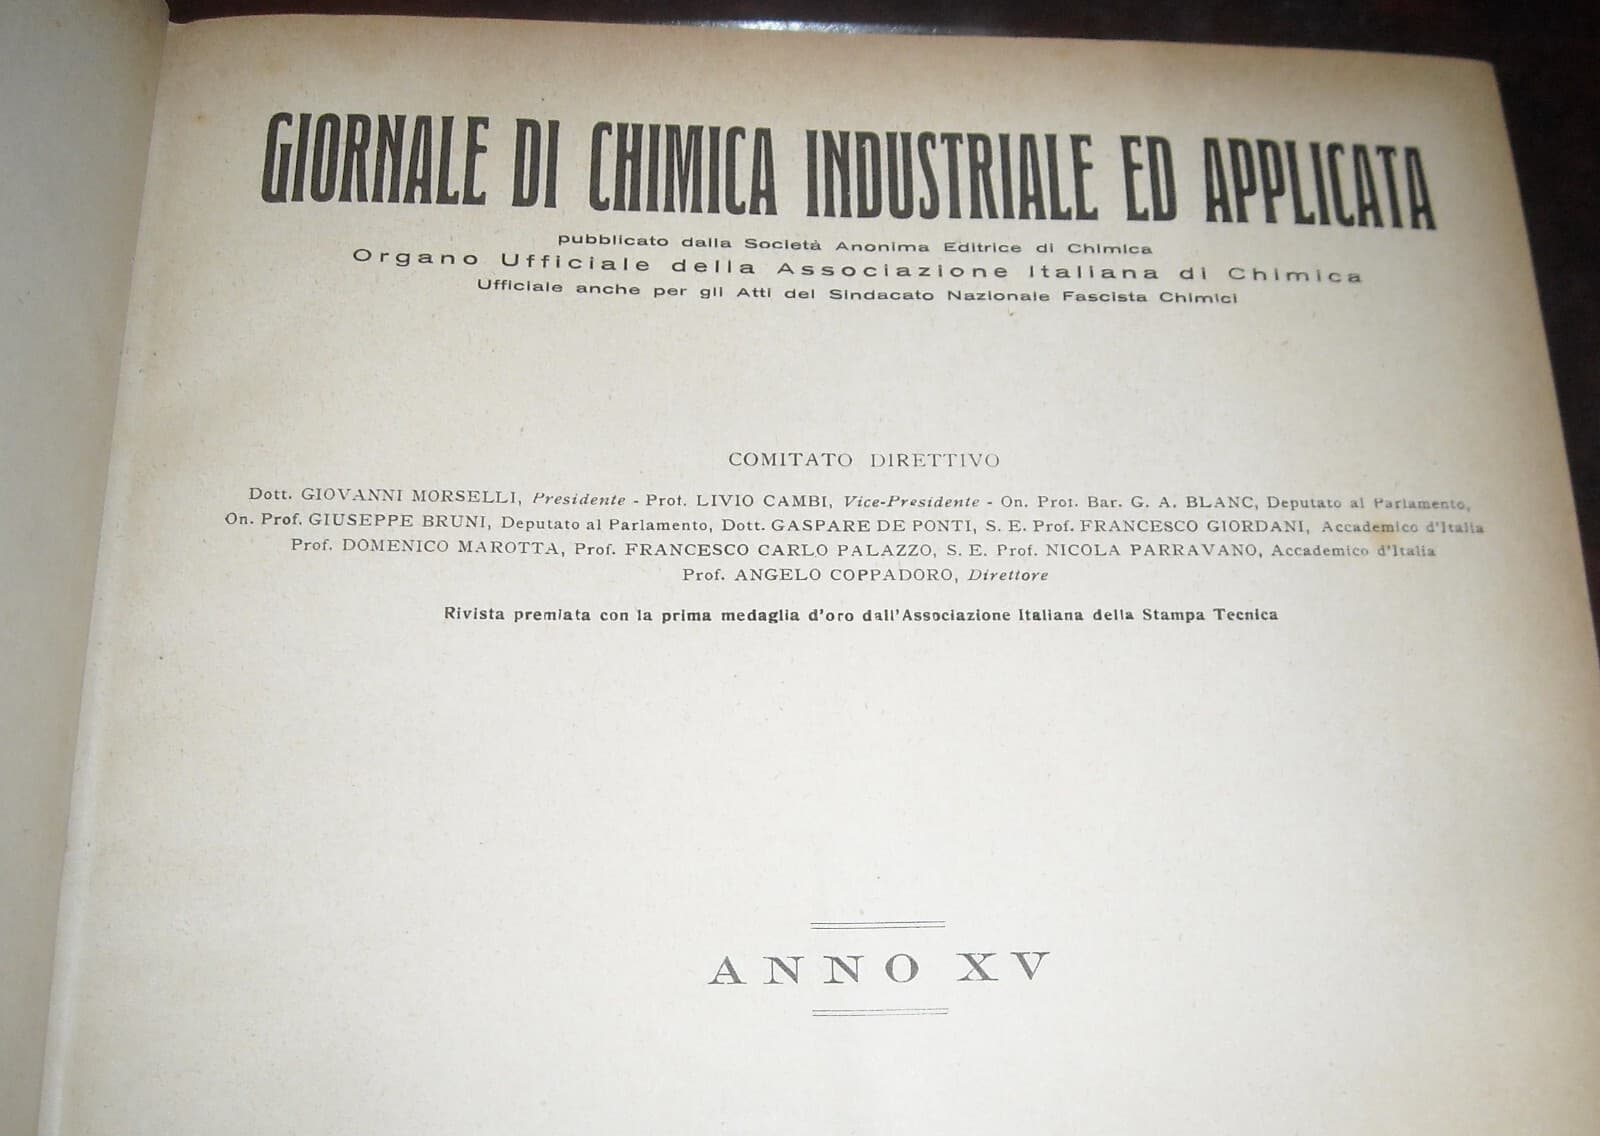 GIORNALE DI CHIMICA INDUSTRIALE ED APPLICATA
pubblicato dalla Società Anonima Editrice di Chimica
Organo Ufficiale della Associazione Italiana di Chimica
Ufficiale anche per gli Atti del Sindacato Nazionale Fascista Chimici
COMITATO DIRETTIVO
Dott. GIOVANNI MORSELLI, Presidente - Prof. LIVIO CAMBI, Vice-Presidente - On. Prof. Bar. G. A. BLANC, Deputato al Parlamento,
On. Prof. GIUSEPPE BRUNI, Deputato al Parlamento, Dott. GASPARE DE PONTI, S. E. Prof. FRANCESCO GIORDANI, Accademico d'Italia
Prof. DOMENICO MAROTTA, Prof. FRANCESCO CARLO PALAZZO, S. E. Prof. NICOLA PARRAVANO, Accademico d'Italia
Prof. ANGELO COPPADORO, Direttore
Rivista premiata con la prima medaglia d'oro dall'Associazione Italiana della Stampa Tecnica
ANNO XV